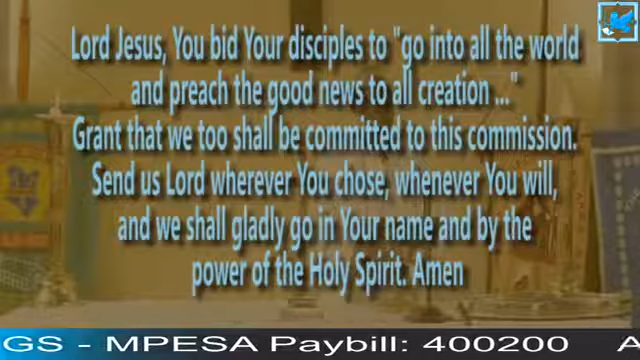 Lord Jesus, You bid Your disciples to "go into all the world
and preach the good news to all creation ..."
Grant that we too shall be committed to this commission.
Send us Lord wherever You chose, whenever You will,
and we shall gladly go in Your name and by the
power of the Holy Spirit. Amen
GS - MPESA Paybill: 400200 A